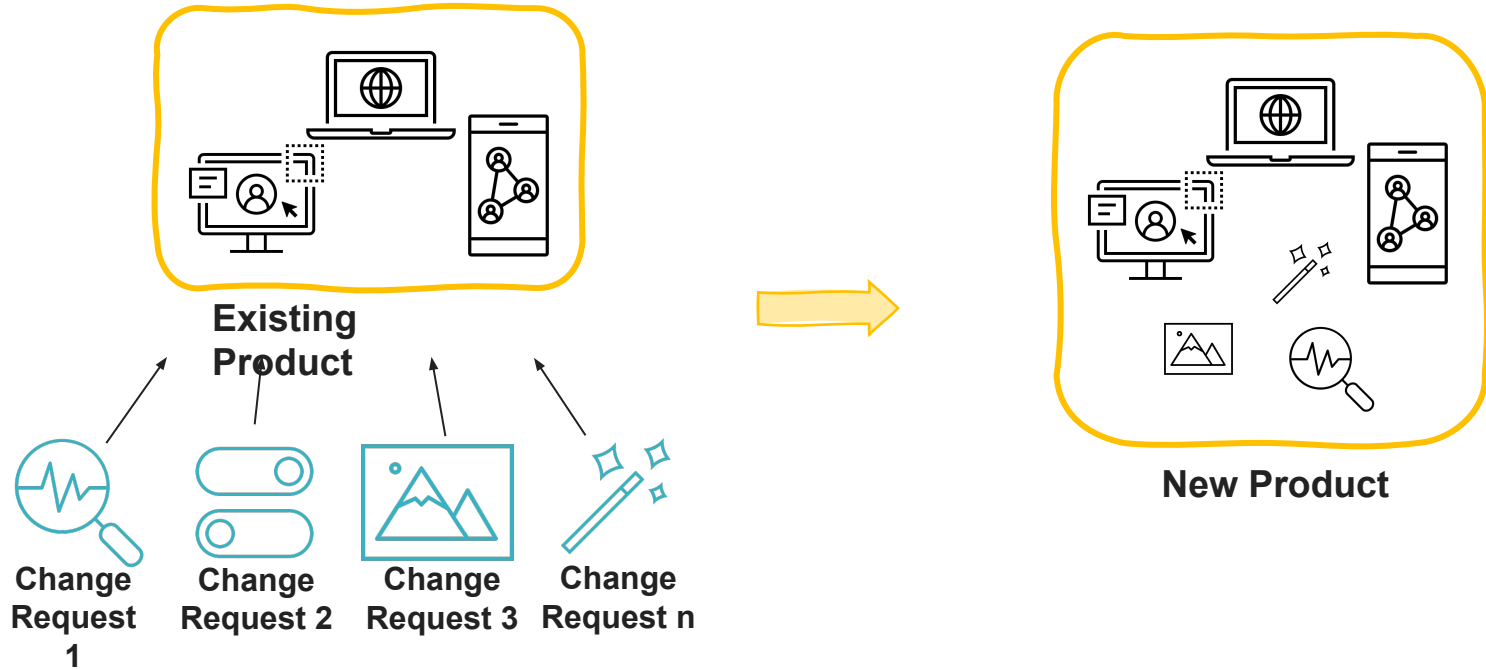 Existing
Product
New Product
Change
Request
1
Change
Request 2
Change
Request 3
Change
Request n